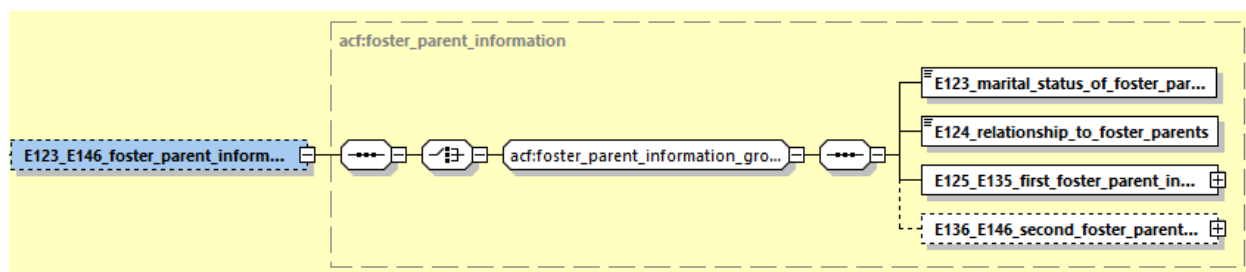 acf:foster_parent_information
E123_marital_status_of_foster_par...
E124_relationship_to_foster_parents
E123_E146_foster_parent_inform...
acf:foster_parent_information_gro...
E125_E135_first_foster_parent_in...
E136_E146_second_foster_parent...